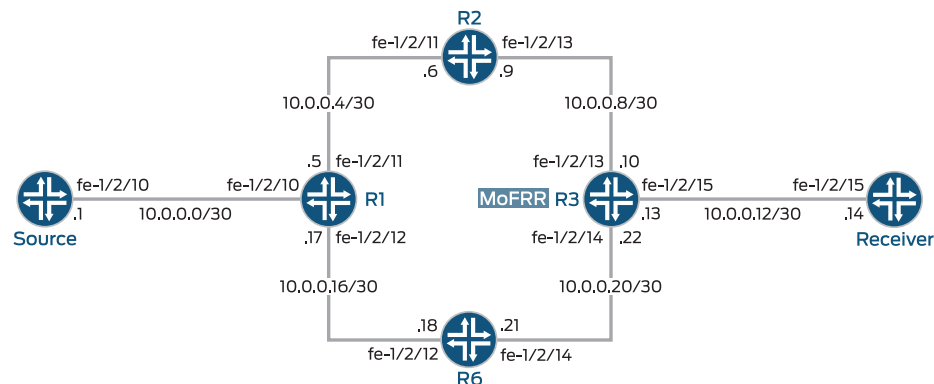 R2
fe-1/2/11
fe-1/2/13
.6
.9
10.0.0.4/30
10.0.0.8/30
.5
fe-1/2/11
fe-1/2/13
.10
fe-1/2/10
fe-1/2/10
R1
MoFRR
R3
fe-1/2/15
fe-1/2/15
.1
10.0.0.0/30
.13
10.0.0.12/30
.14
Source
.17
fe-1/2/12
fe-1/2/14
.22
Receiver
10.0.0.16/30
10.0.0.20/30
.18
.21
fe-1/2/12
fe-1/2/14
R6